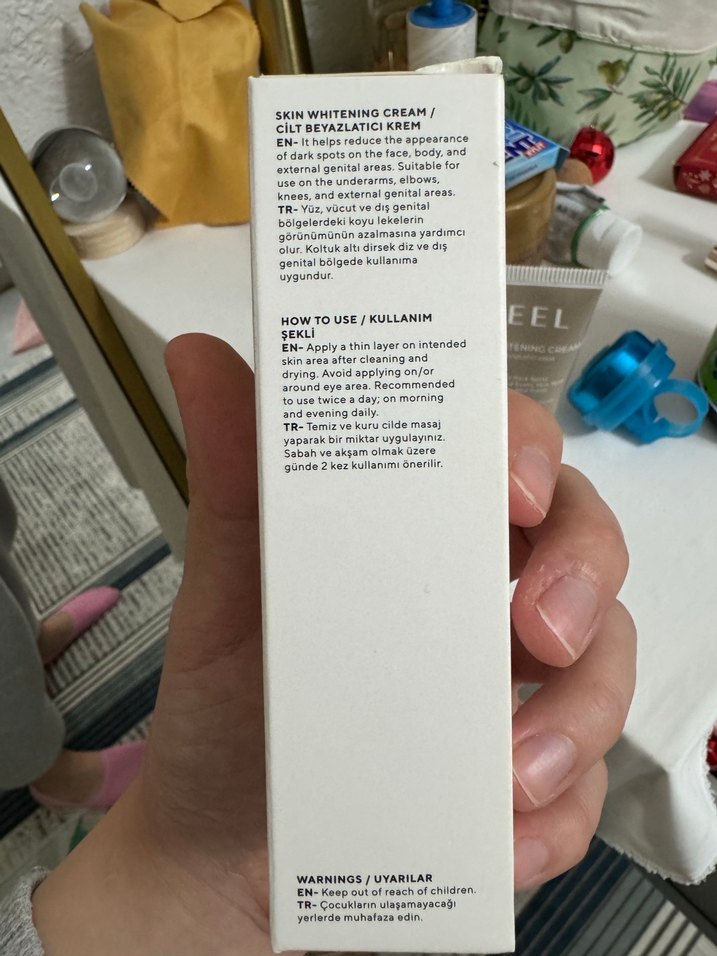 SKIN WHITENING CREAM /
CİLT BEYAZLATICI KREM
EN- It helps reduce the appearance
of dark spots on the face, body, and
external genital areas. Suitable for
use on the underarms, elbows,
knees, and external genital areas.
TR- Yüz, vücut ve dış genital
bölgelerdeki koyu lekelerin
görünümünün azalmasına yardımcı
olur. Koltuk altı dirsek diz ve dış
genital bölgede kullanıma
uygundur.
HOW TO USE / KULLANIM
ŞEKLİ
EN- Apply a thin layer on intended
skin area after cleaning and
drying. Avoid applying on/or
around eye area. Recommended
to use twice a day; on morning
and evening daily.
TR- Temiz ve kuru cilde masaj
yaparak bir miktar uygulayınız.
Sabah ve akşam olmak üzere
günde 2 kez kullanımı önerilir.
WARNINGS / UYARILAR
EN- Keep out of reach of children.
TR- Çocukların ulaşamayacağı
yerlerde muhafaza edin.
EEL
TENING CREAM